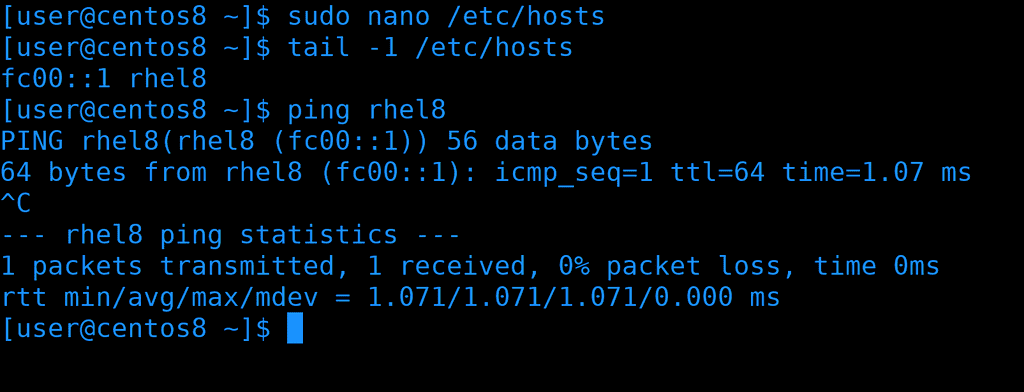 [user@centos8 ~]$ sudo nano /etc/hosts
[user@centos8 ~]$ tail -1 /etc/hosts
fc00::1 rhel8
[user@centos8 ~]$ ping rhel8
PING rhel8(rhel8 (fc00::1)) 56 data bytes
64 bytes from rhel8 (fc00::1): icmp_seq=1 ttl=64 time=1.07 ms
^C
--- rhel8 ping statistics ---
1 packets transmitted, 1 received, 0% packet loss, time 0ms
rtt min/avg/max/mdev = 1.071/1.071/1.071/0.000 ms
[user@centos8 ~]$